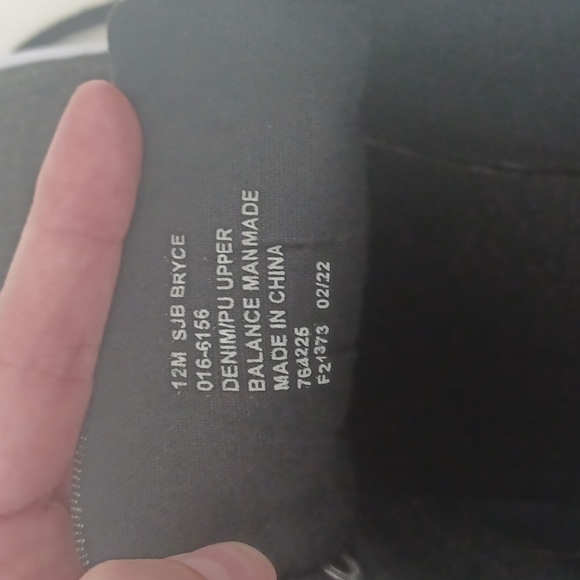 12M SJB BRYCE
016-6156
DENIM/PU UPPER
BALANCE MANMADE
MADE IN CHINA
764225
F21373 02/22